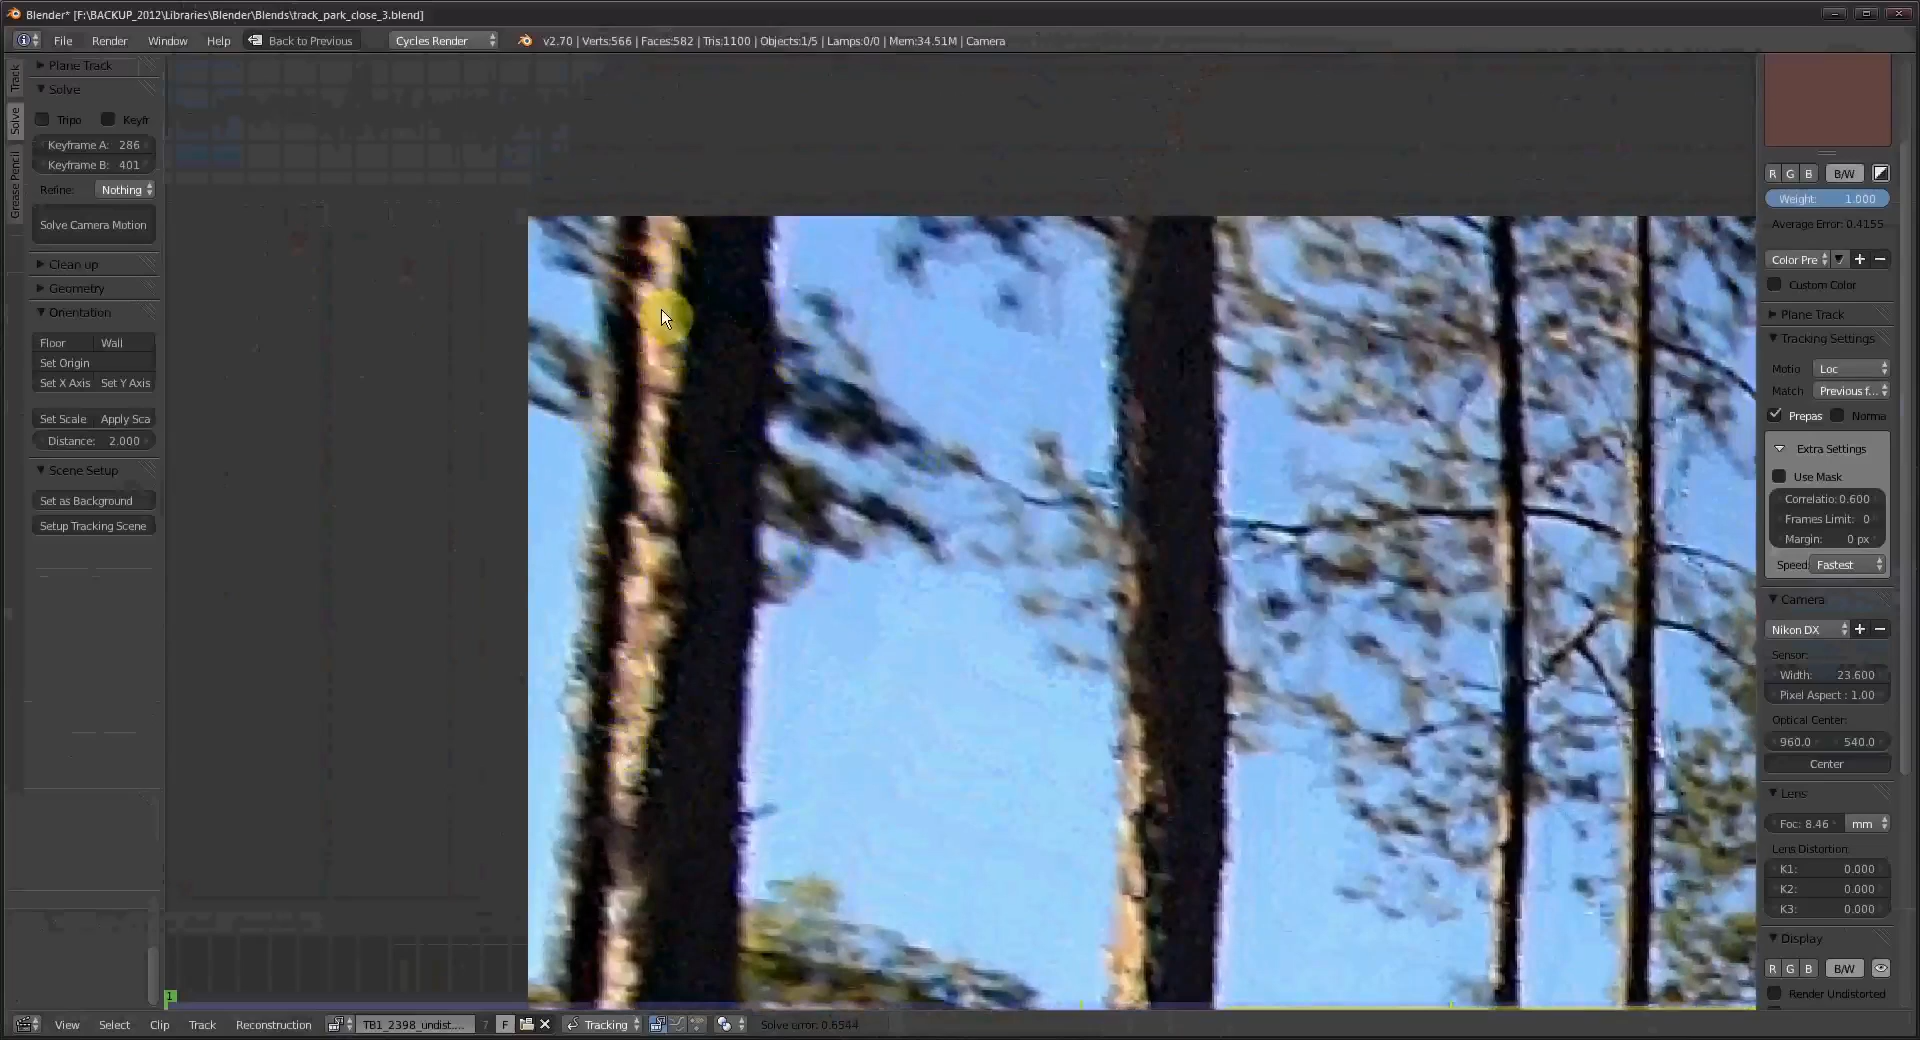 Blender* [F:\BACKUP_2012\Libraries\Blender\Blends\track_park_close_3.blend]
File Render Window Help Back to Previous Cycles Render v2.70 | Verts:566 | Faces:582 | Tris:1100 | Objects:1/5 | Lamps:0/0 | Mem:34.51M | Camera
Track
Solve
Grease Pencil
Plane Track
Solve
Tripo Keyfr
Keyframe A: 286
Keyframe B: 401
Refine: Nothing
Solve Camera Motion
Clean up
Geometry
Orientation
Floor Wall
Set Origin
Set X Axis Set Y Axis
Set Scale Apply Sca
Distance: 2.000
Scene Setup
Set as Background
Setup Tracking Scene
R G B B/W
Weight: 1.000
Average Error: 0.4155
Color Pre
Custom Color
Plane Track
Tracking Settings
Motio Loc
Match Previous f...
Prepas Norma
Extra Settings
Use Mask
Correlatio: 0.600
Frames Limit: 0
Margin: 0 px
Speed: Fastest
Camera
Nikon DX
Sensor:
Width: 23.600
Pixel Aspect : 1.00
Optical Center:
960.0 540.0
Center
Lens
Foc: 8.46 mm
Lens Distortion:
K1: 0.000
K2: 0.000
K3: 0.000
Display
R G B B/W
Render Undistorted
1
View Select Clip Track Reconstruction TB1_2398_undist.... 7 F Tracking Solve error: 0.6544